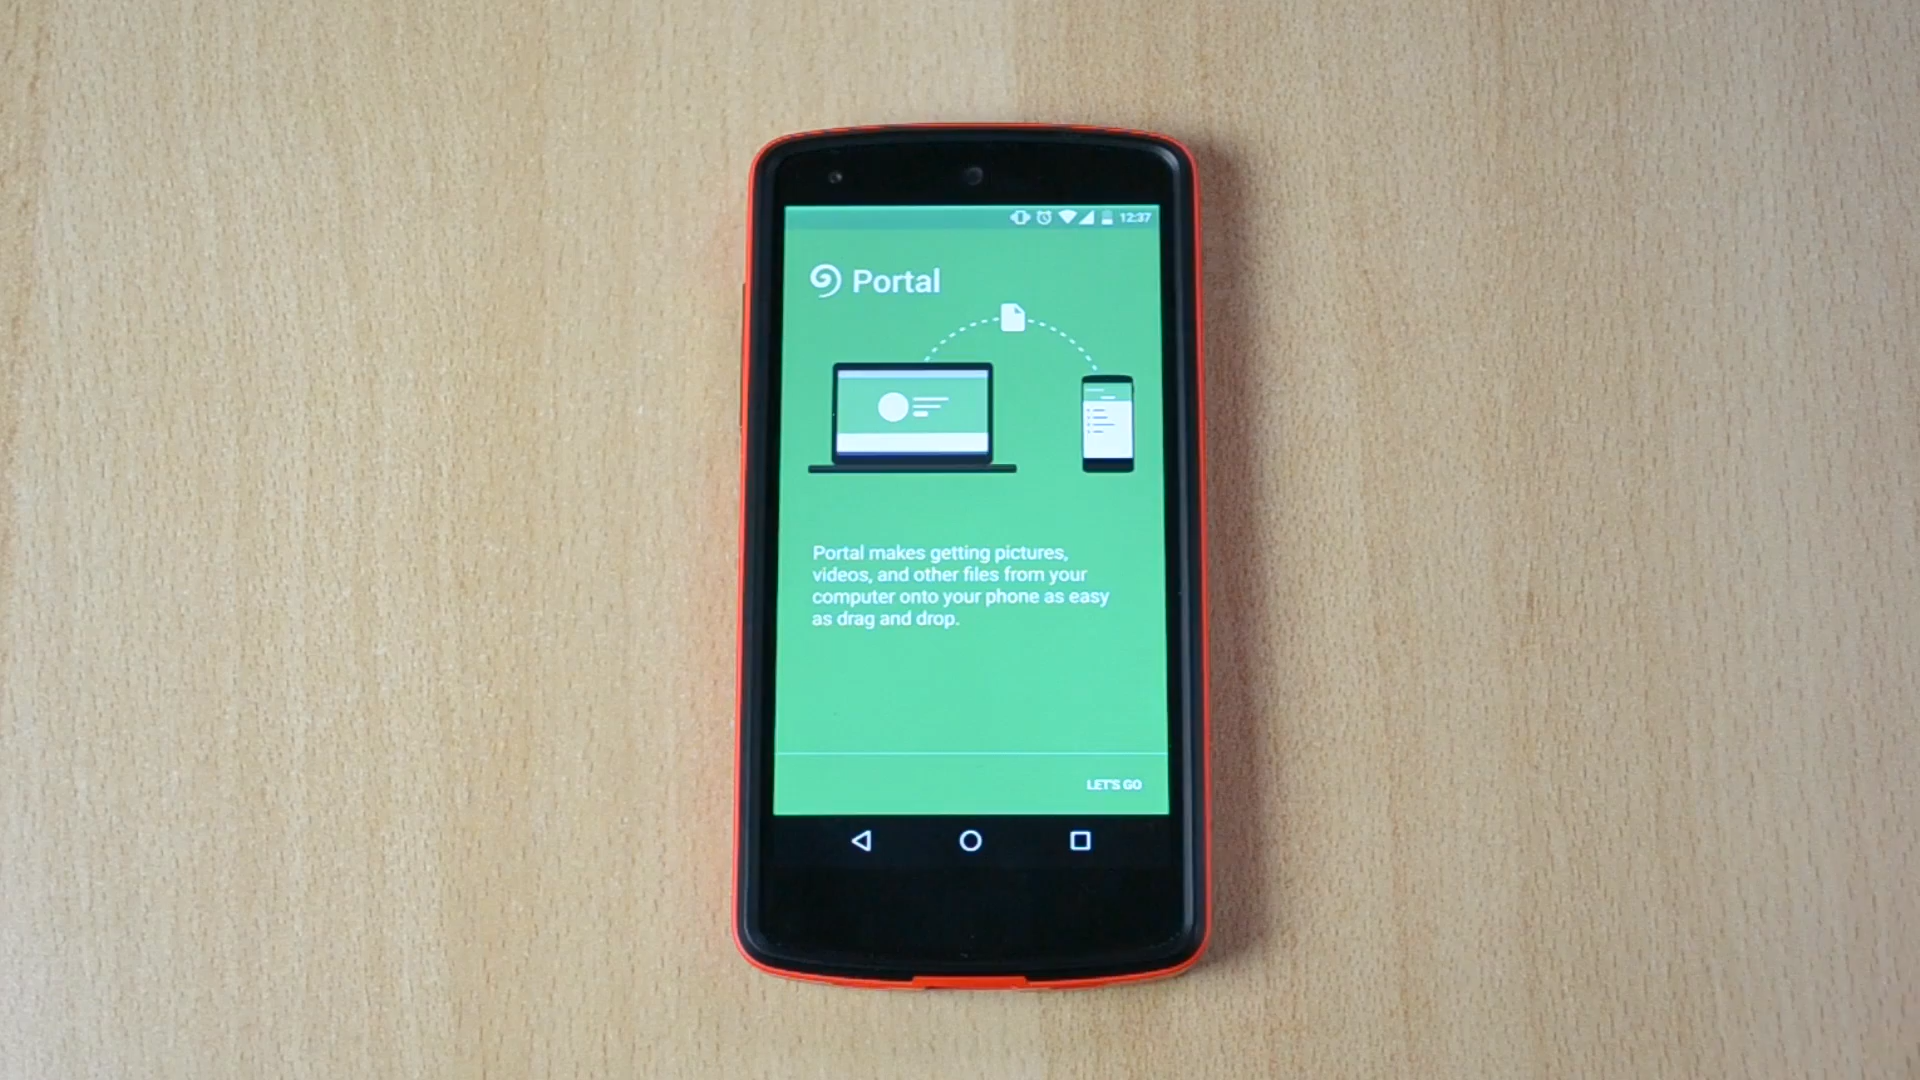 12:37
Portal
Portal makes getting pictures,
videos, and other files from your
computer onto your phone as easy
as drag and drop.
LET'S GO